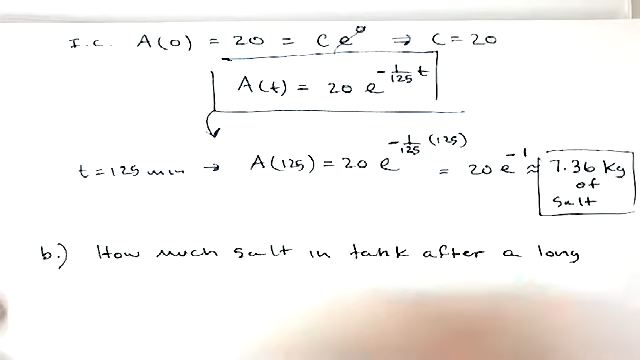 I.C. A(0) = 20 = C e^0 ⇒ C = 20
A(t) = 20 e^{-1/125 t}
t = 125 min → A(125) = 20 e^{-1/125 (125)} = 20 e^{-1} ≈ 7.36 kg of salt
b.) How much salt in tank after a long